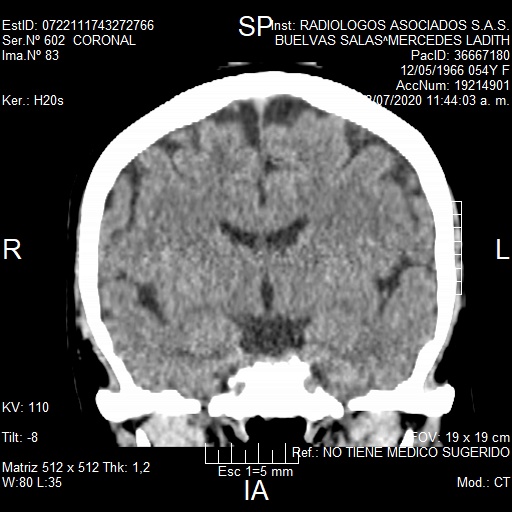 EstID: 0722111743272766
Ser.Nº 602 CORONAL
Ima.Nº 83
Ker.: H20s
SP
Inst: RADIOLOGOS ASOCIADOS S.A.S.
BUELVAS SALAS^MERCEDES LADITH
PacID: 36667180
12/05/1966 054Y F
AccNum: 19214901
/07/2020 11:44:03 a. m.
R
L
KV: 110
Tilt: -8
Matriz 512 x 512 Thk: 1,2
W:80 L:35
Esc 1=5 mm
IA
FOV: 19 x 19 cm
Ref.: NO TIENE MEDICO SUGERIDO
Mod.: CT